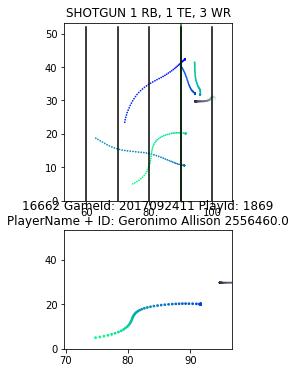 SHOTGUN 1 RB, 1 TE, 3 WR
50
40
30
20
10
0
60 80 100
16662 GameId: 2017092411 PlayId: 1869
PlayerName + ID: Geronimo Allison 2556460.0
40
20
0
70 80 90